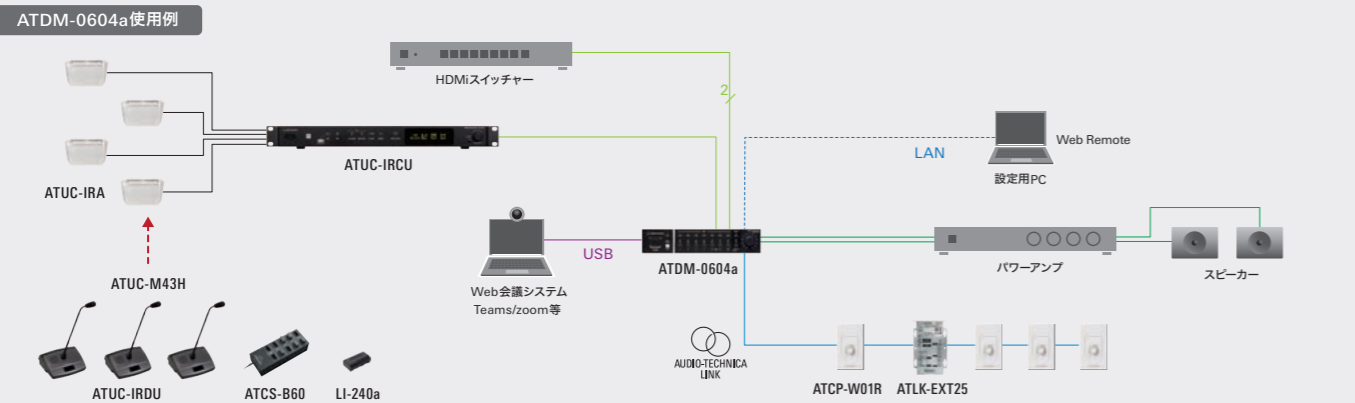 ATDM-0604a使用例
HDMiスイッチャー
2
ATUC-IRCU
ATUC-IRA
LAN
Web Remote
設定用PC
USB
ATDM-0604a
Web会議システム
Teams/zoom等
パワーアンプ
スピーカー
ATUC-M43H
AUDIO-TECHNICA
LINK
ATCP-W01R
ATLK-EXT25
ATUC-IRDU
ATCS-B60
LI-240a